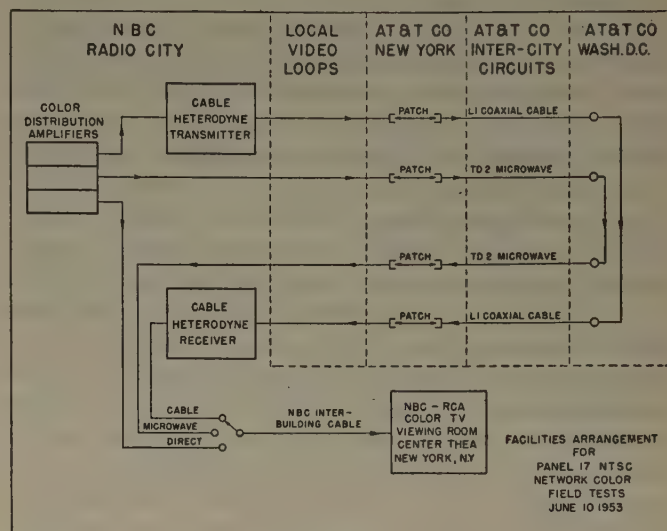 NBC
RADIO CITY
LOCAL
VIDEO
LOOPS
AT&T CO
NEW YORK
AT&T CO
INTER-CITY
CIRCUITS
AT&T CO
WASH.D.C.
COLOR
DISTRIBUTION
AMPLIFIERS
CABLE
HETERODYNE
TRANSMITTER
PATCH
L1 COAXIAL CABLE
PATCH
TD 2 MICROWAVE
PATCH
TD 2 MICROWAVE
CABLE
HETERODYNE
RECEIVER
PATCH
L1 COAXIAL CABLE
CABLE
MICROWAVE
DIRECT
NBC INTER-
BUILDING CABLE
NBC - RCA
COLOR TV
VIEWING ROOM
CENTER THEA
NEW YORK, N.Y
FACILITIES ARRANGEMENT
FOR
PANEL 17 NTSC
NETWORK COLOR
FIELD TESTS
JUNE 10 1953